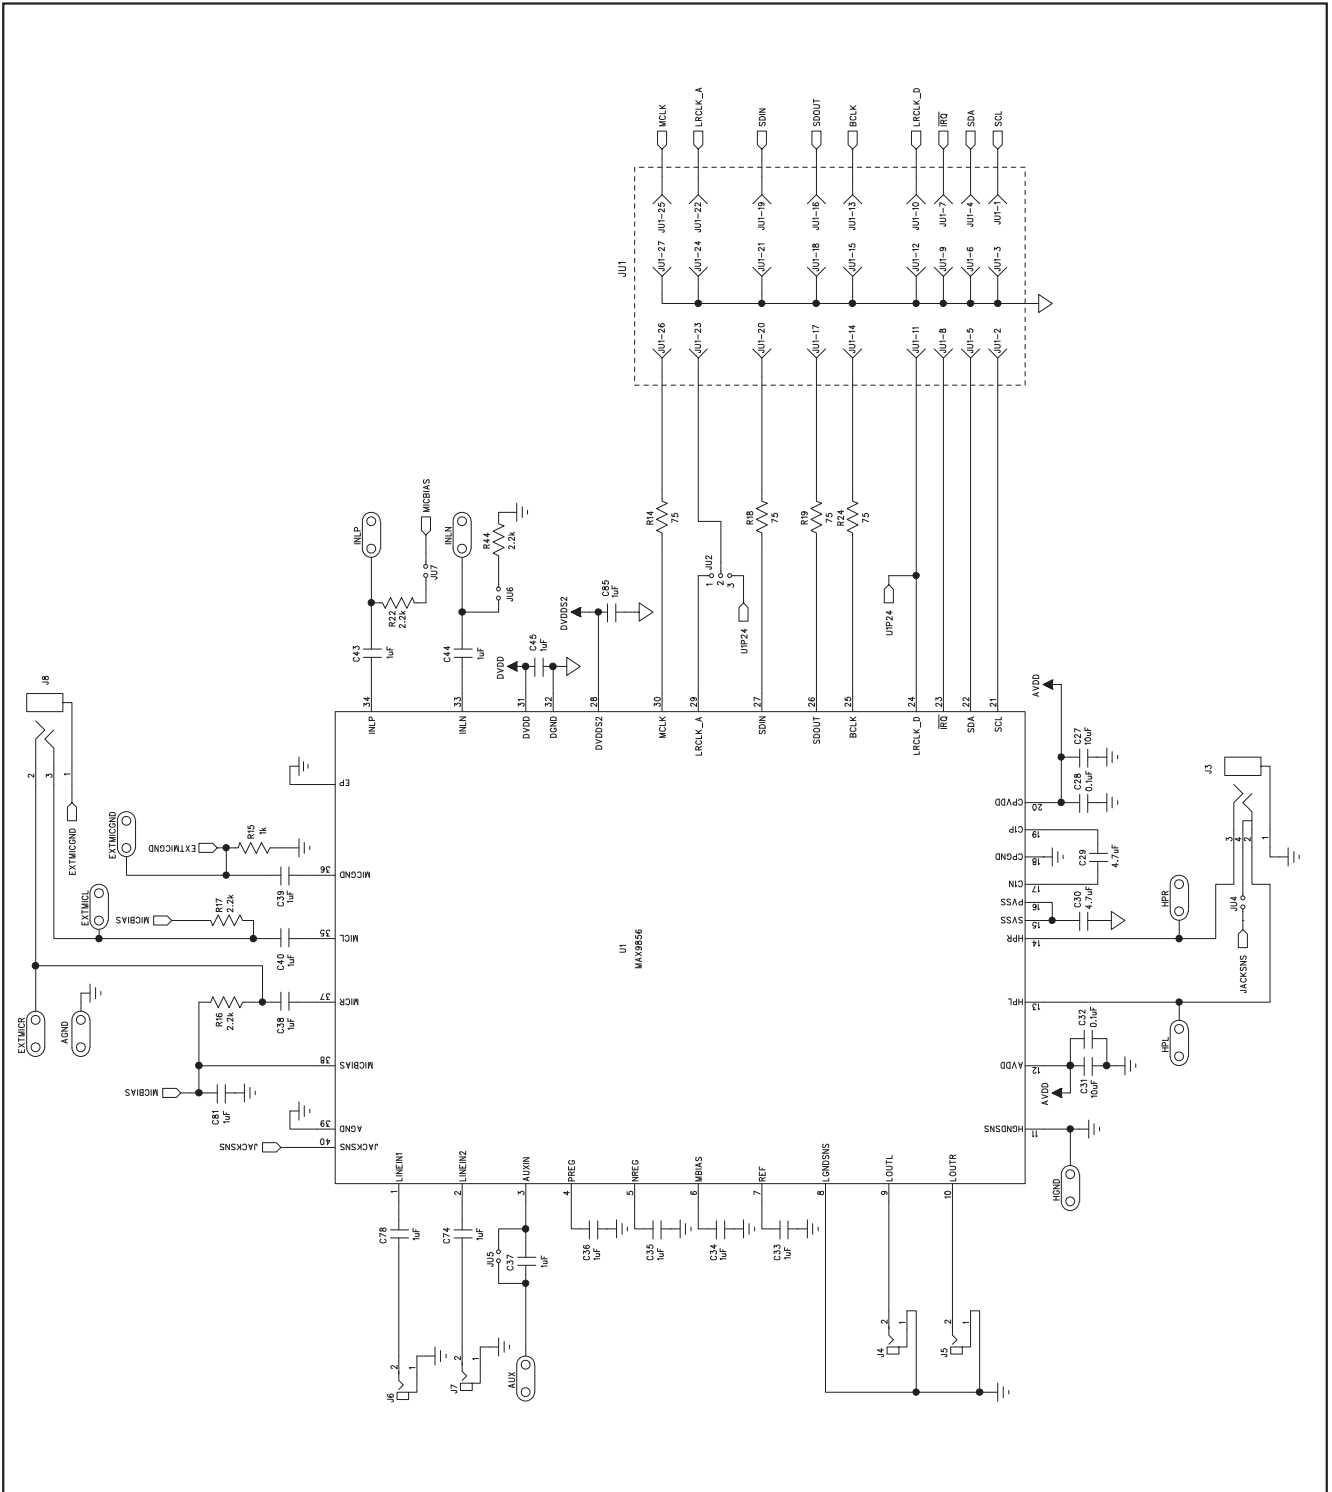 MCLK
LRCLK_A
SDIN
SDOUT
BCLK
LRCLK_D
IRQ
SDA
SCL
JU1
JU1-25
JU1-22
JU1-19
JU1-16
JU1-13
JU1-10
JU1-7
JU1-4
JU1-1
JU1-27
JU1-24
JU1-21
JU1-18
JU1-15
JU1-12
JU1-9
JU1-6
JU1-3
JU1-26
JU1-23
JU1-20
JU1-17
JU1-14
JU1-11
JU1-8
JU1-5
JU1-2
R14
75
R18
75
R19
75
R24
75
JU2
1
2
3
U1P24
U1P24
INLP
MICBIAS
JU7
R22
2.2k
C43
1uF
INLN
R44
2.2k
JU6
C44
1uF
DVDD
C45
1uF
DVDDS2
C85
1uF
34
33
31
32
28
30
29
27
26
25
24
23
22
21
INLP
INLN
DVDD
DGND
DVDDS2
MCLK
LRCLK_A
SDIN
SDOUT
BCLK
LRCLK_D
IRQ
SDA
SCL
J8
2
3
1
EXTMICGND
EXTMICGND
EXTMICGND
R15
1k
C39
1uF
EXTMICL
MICBIAS
R17
2.2k
C40
1uF
EXTMICR
AGND
R16
2.2k
C38
1uF
MICBIAS
C81
1uF
JACKSNS
EP
36
MICGND
35
MICL
37
MICR
38
MICBIAS
39
AGND
40
JACKSNS
U1
MAX9856
AVDD
C27
10uF
C28
0.1uF
20
CPVDD
19
C1P
18
CPGND
17
C1N
16
PVSS
15
SVSS
14
HPR
13
HPL
12
AVDD
11
HGNDSNS
C29
4.7uF
C30
4.7uF
HPR
J3
3
4
2
1
JU4
JACKSNS
HPL
C32
0.1uF
C31
10uF
AVDD
HGND
LINEIN1
LINEIN2
AUXIN
PREG
NREG
MBIAS
REF
LGNDSNS
LOUTL
LOUTR
1
2
3
4
5
6
7
8
9
10
C78
1uF
C74
1uF
JU5
C37
1uF
C36
1uF
C35
1uF
C34
1uF
C33
1uF
J6
2
1
J7
2
1
AUX
J4
2
1
J5
2
1